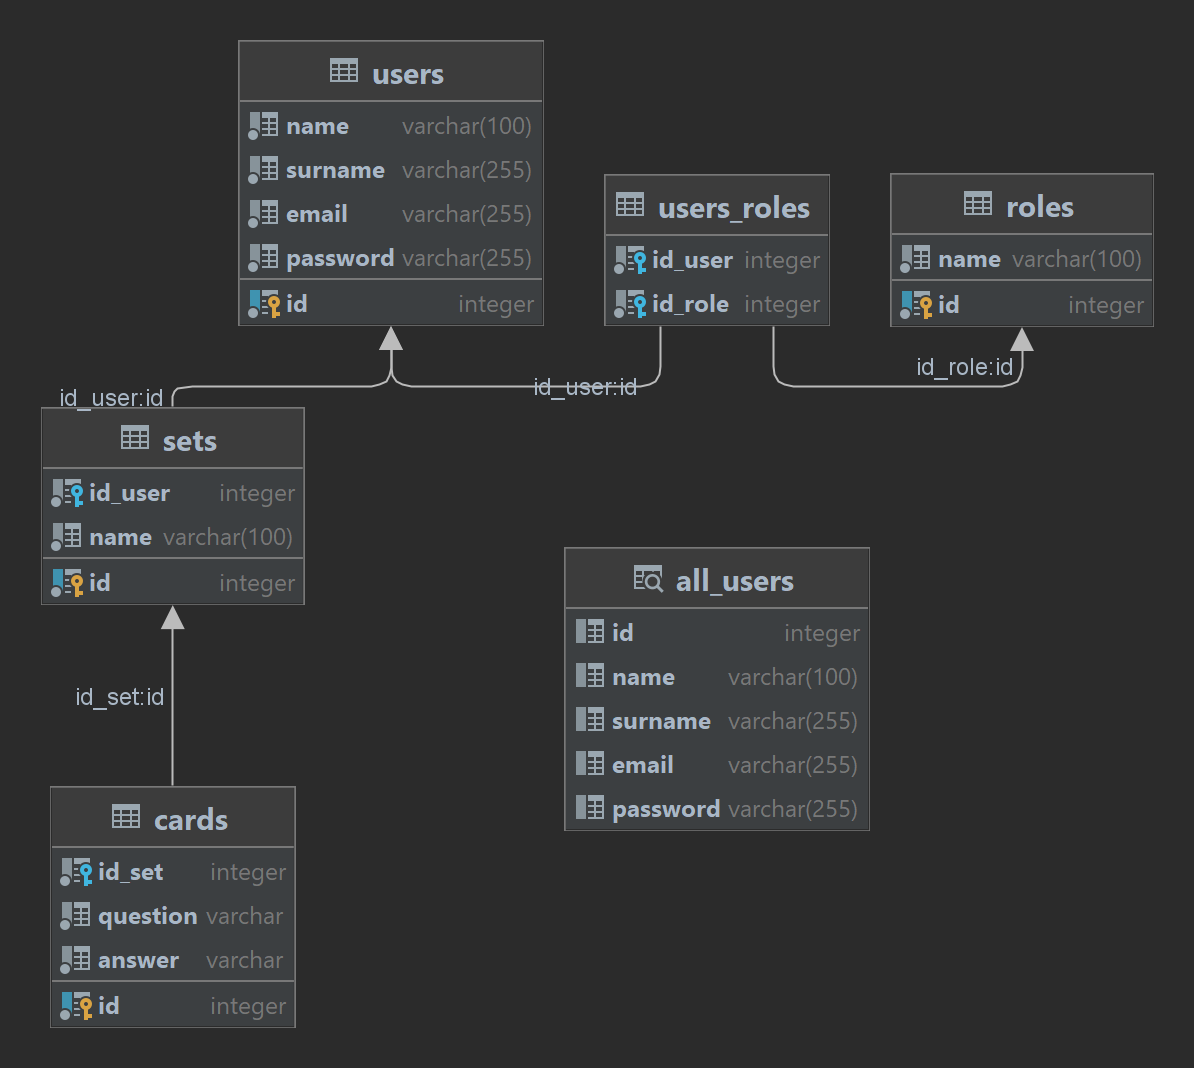 users
name varchar(100)
surname varchar(255)
email varchar(255)
password varchar(255)
id integer
users_roles
id_user integer
id_role integer
roles
name varchar(100)
id integer
id_user:id
id_user:id
id_role:id
sets
id_user integer
name varchar(100)
id integer
all_users
id integer
name varchar(100)
surname varchar(255)
email varchar(255)
password varchar(255)
id_set:id
cards
id_set integer
question varchar
answer varchar
id integer